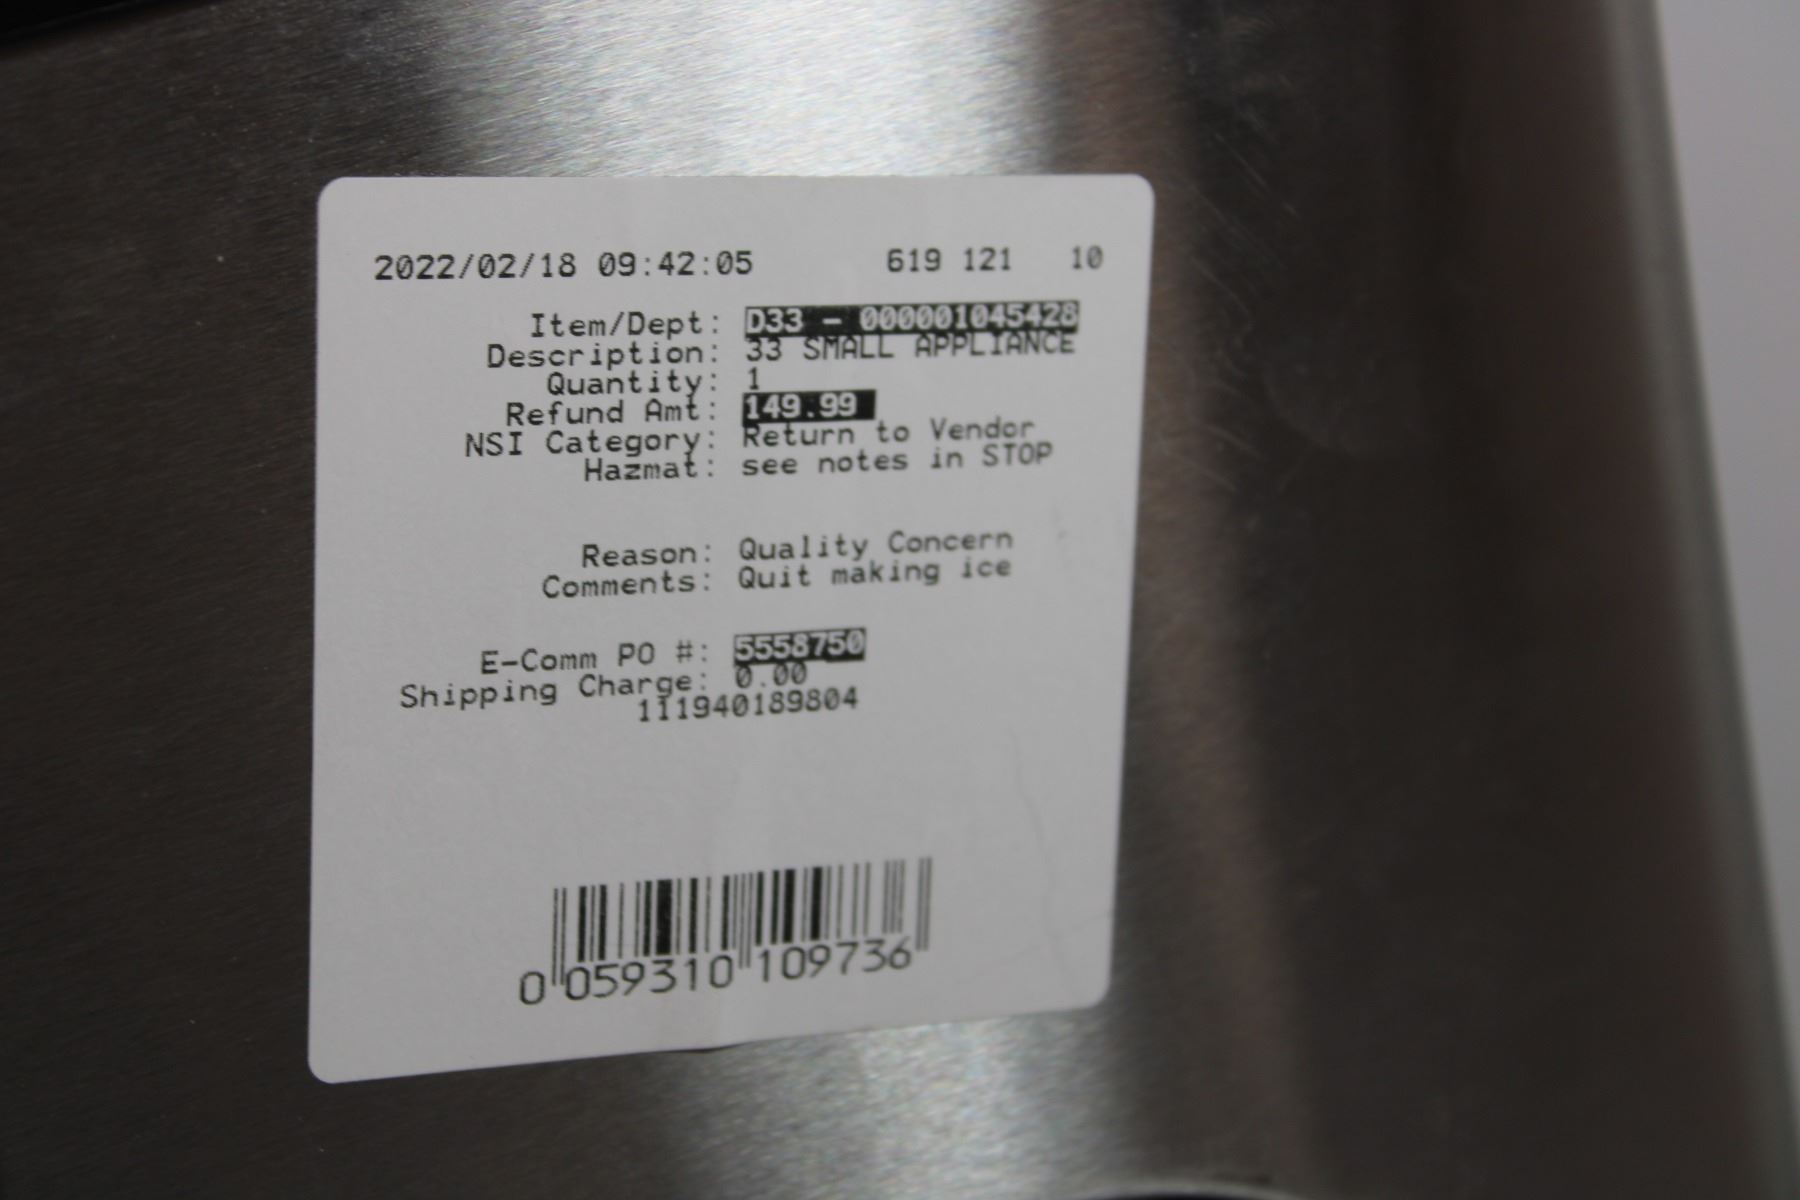 2022/02/18 09:42:05 619 121 10
Item/Dept: D33 - 000001045428
Description: 33 SMALL APPLIANCE
Quantity: 1
Refund Amt: 149.99
NSI Category: Return to Vendor
Hazmat: see notes in STOP
Reason: Quality Concern
Comments: Quit making ice
E-Comm PO #: 5558750
Shipping Charge: 0.00
111940189804
0 059310 109736